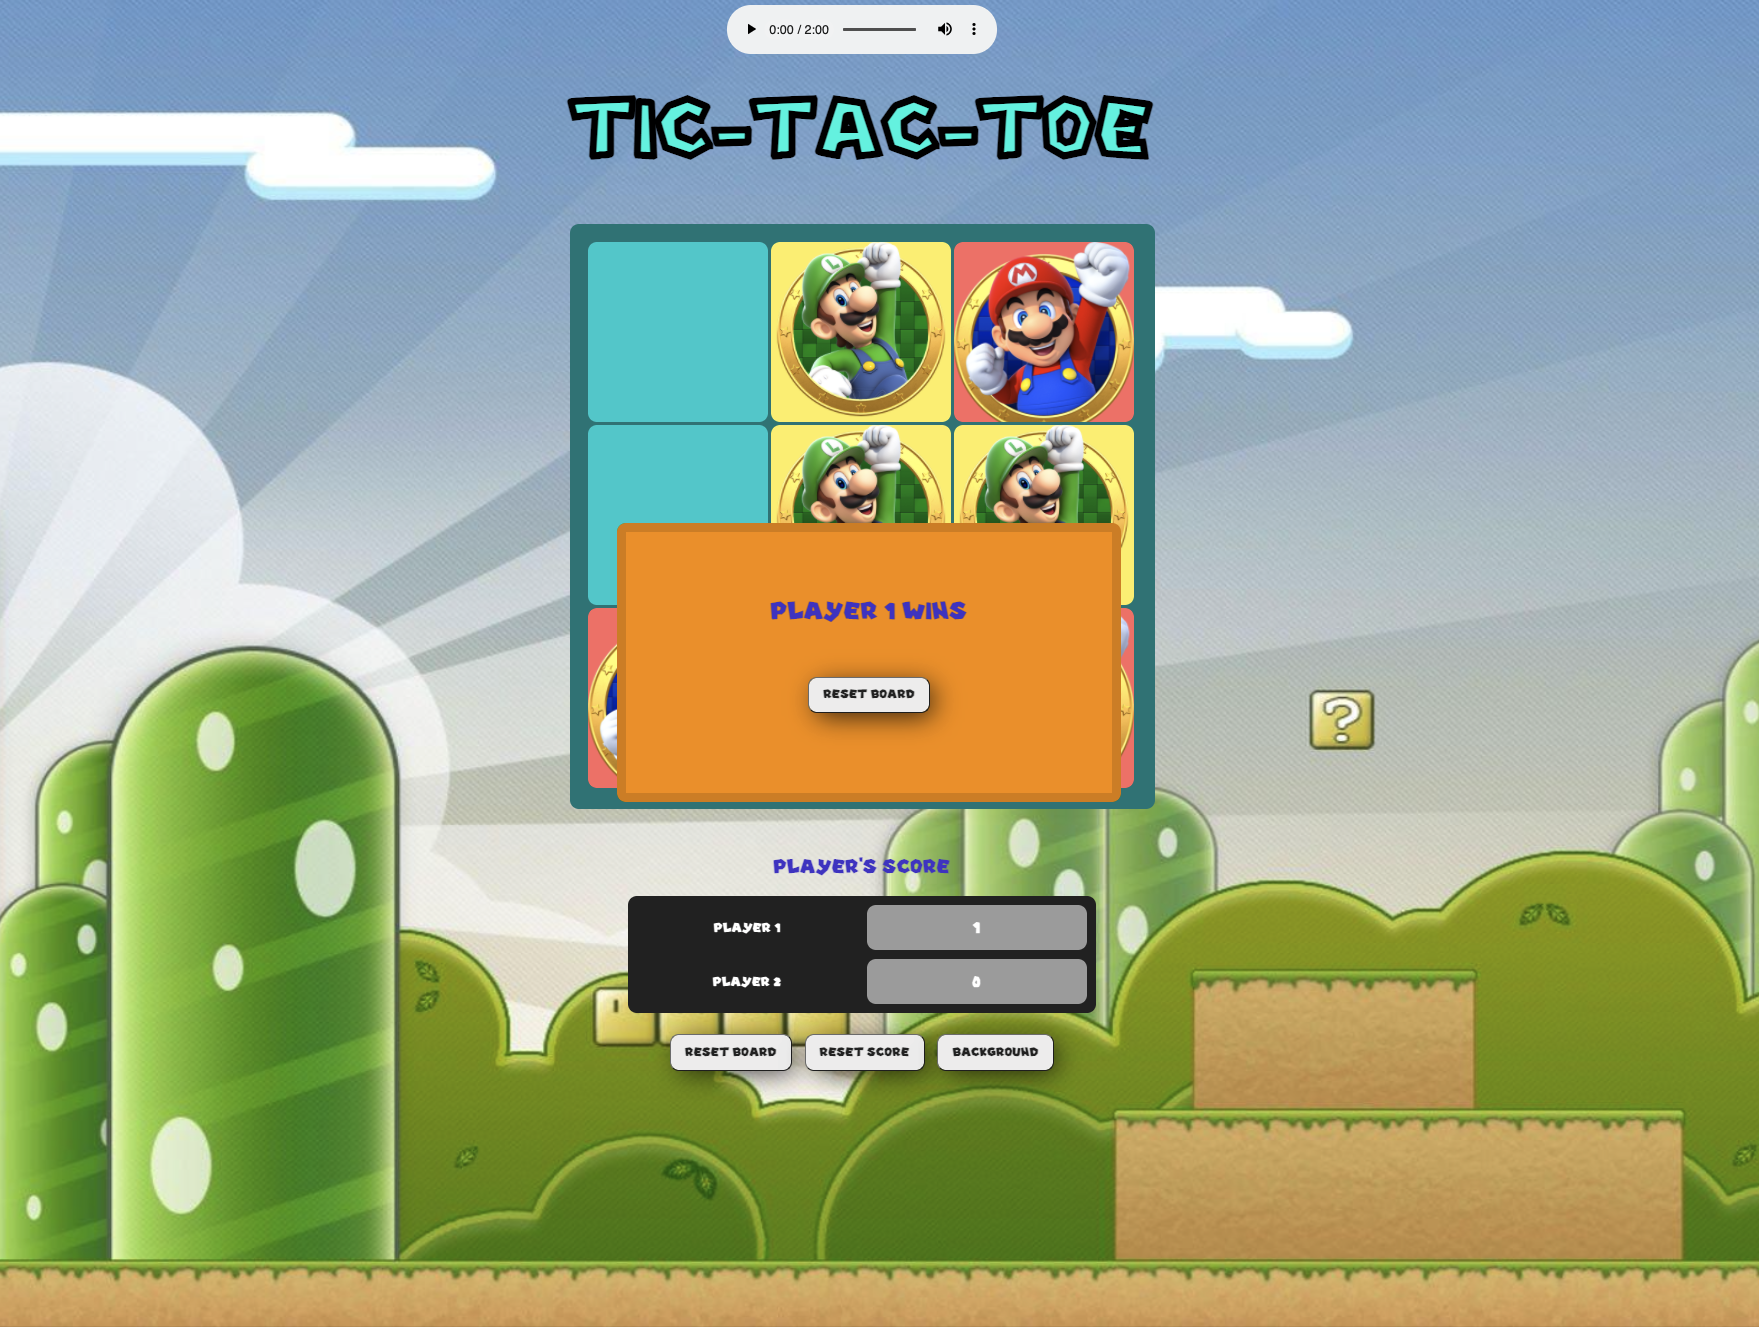 0:00 / 2:00
TIC-TAC-TOE
L
M
L
L
PLAYER 1 WINS
RESET BOARD
?
PLAYER'S SCORE
PLAYER 1 1
PLAYER 2 0
RESET BOARD RESET SCORE BACKGROUND